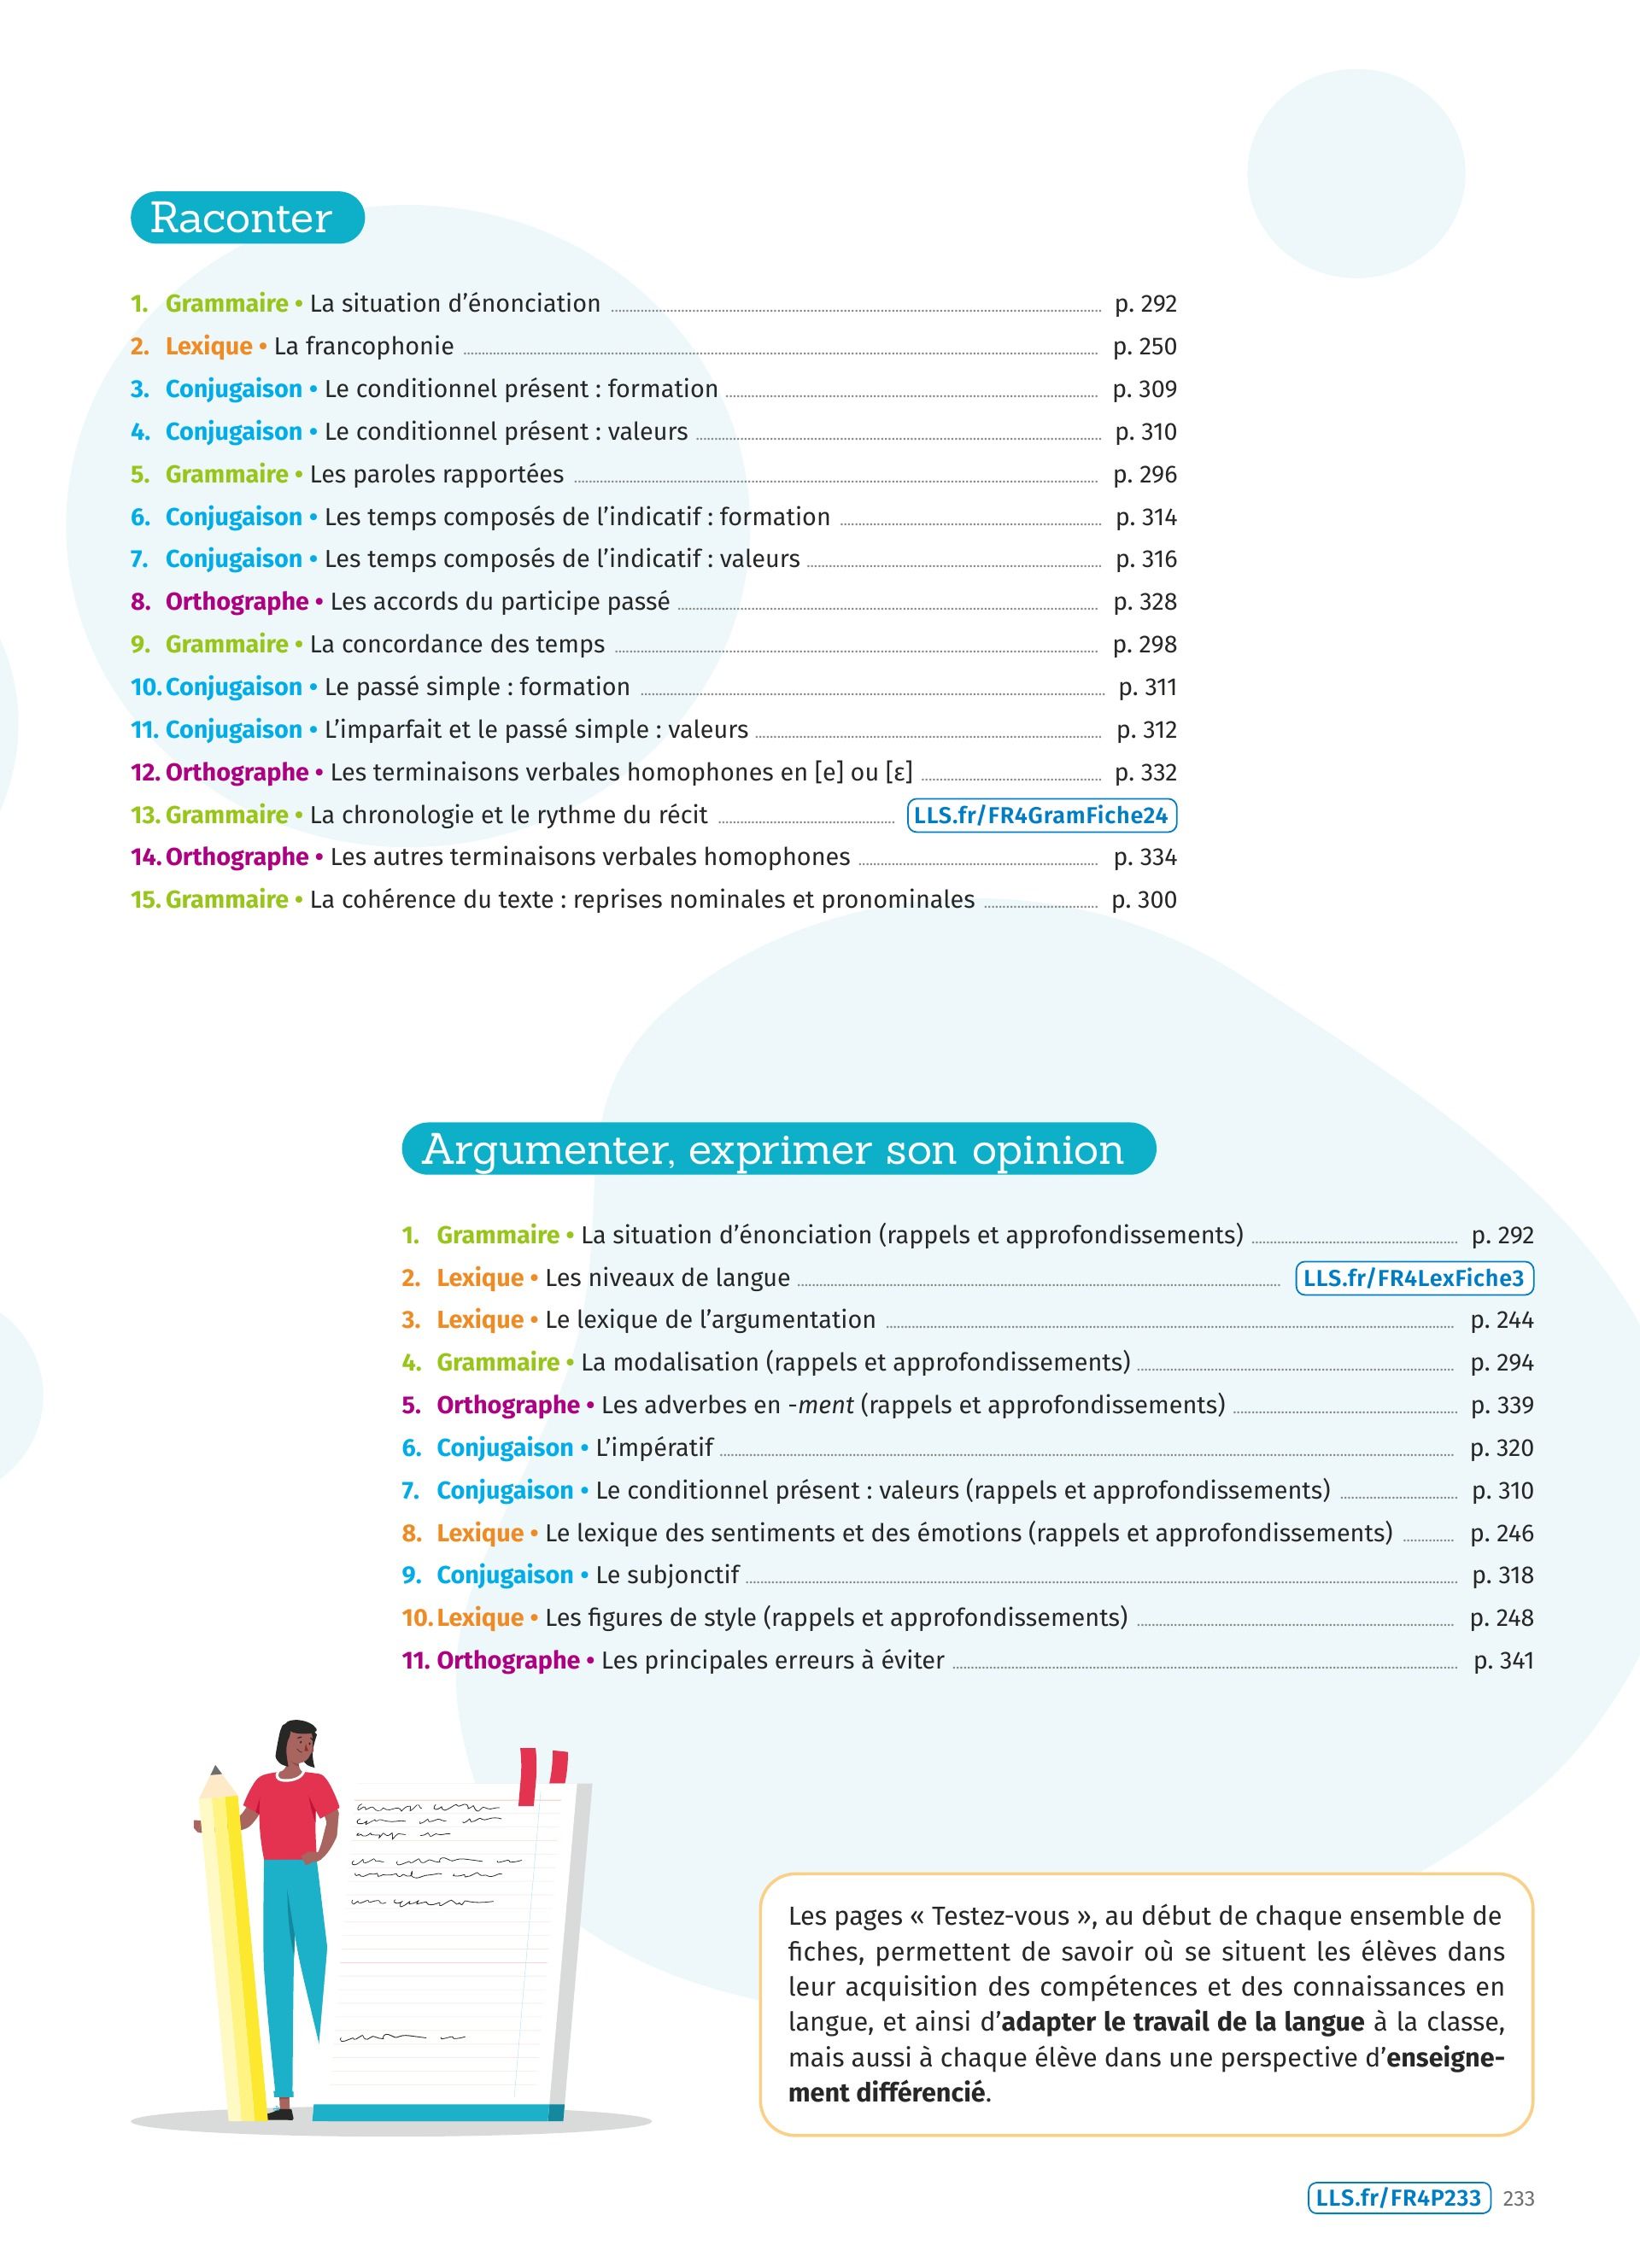 Raconter
1. Grammaire • La situation d’énonciation p. 292
2. Lexique • La francophonie p. 250
3. Conjugaison • Le conditionnel présent : formation p. 309
4. Conjugaison • Le conditionnel présent : valeurs p. 310
5. Grammaire • Les paroles rapportées p. 296
6. Conjugaison • Les temps composés de l’indicatif : formation p. 314
7. Conjugaison • Les temps composés de l’indicatif : valeurs p. 316
8. Orthographe • Les accords du participe passé p. 328
9. Grammaire • La concordance des temps p. 298
10. Conjugaison • Le passé simple : formation p. 311
11. Conjugaison • L’imparfait et le passé simple : valeurs p. 312
12. Orthographe • Les terminaisons verbales homophones en [e] ou [ɛ] p. 332
13. Grammaire • La chronologie et le rythme du récit LLS.fr/FR4GramFiche24
14. Orthographe • Les autres terminaisons verbales homophones p. 334
15. Grammaire • La cohérence du texte : reprises nominales et pronominales p. 300
Argumenter, exprimer son opinion
1. Grammaire • La situation d’énonciation (rappels et approfondissements) p. 292
2. Lexique • Les niveaux de langue LLS.fr/FR4LexFiche3
3. Lexique • Le lexique de l’argumentation p. 244
4. Grammaire • La modalisation (rappels et approfondissements) p. 294
5. Orthographe • Les adverbes en -ment (rappels et approfondissements) p. 339
6. Conjugaison • L’impératif p. 320
7. Conjugaison • Le conditionnel présent : valeurs (rappels et approfondissements) p. 310
8. Lexique • Le lexique des sentiments et des émotions (rappels et approfondissements) p. 246
9. Conjugaison • Le subjonctif p. 318
10. Lexique • Les figures de style (rappels et approfondissements) p. 248
11. Orthographe • Les principales erreurs à éviter p. 341
Les pages « Testez-vous », au début de chaque ensemble de
fiches, permettent de savoir où se situent les élèves dans
leur acquisition des compétences et des connaissances en
langue, et ainsi d’adapter le travail de la langue à la classe,
mais aussi à chaque élève dans une perspective d’enseigne-
ment différencié.
LLS.fr/FR4P233 233